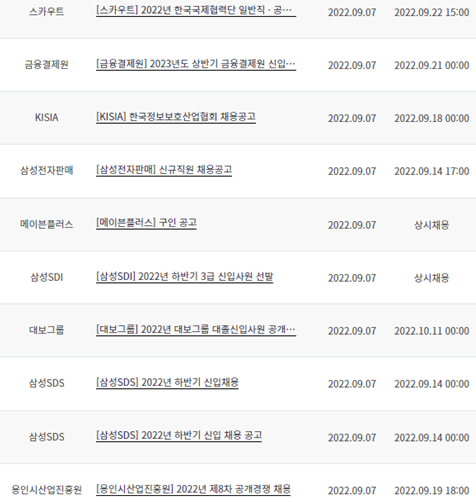 스카우트 [스카우트] 2022년 한국국제협력단 일반직 · 공··· 2022.09.07 2022.09.22 15:00
금융결제원 [금융결제원] 2023년도 상반기 금융결제원 신입··· 2022.09.07 2022.09.21 00:00
KISIA [KISIA] 한국정보보호산업협회 채용공고 2022.09.07 2022.09.18 00:00
삼성전자판매 [삼성전자판매] 신규직원 채용공고 2022.09.07 2022.09.14 17:00
메이븐플러스 [메이븐플러스] 구인 공고 2022.09.07 상시채용
삼성SDI [삼성SDI] 2022년 하반기 3급 신입사원 선발 2022.09.07 상시채용
대보그룹 [대보그룹] 2022년 대보그룹 대졸신입사원 공개··· 2022.09.07 2022.10.11 00:00
삼성SDS [삼성SDS] 2022년 하반기 신입채용 2022.09.07 2022.09.14 00:00
삼성SDS [삼성SDS] 2022년 하반기 신입 채용 공고 2022.09.07 2022.09.14 00:00
용인시산업진흥원 [용인시산업진흥원] 2022년 제8차 공개경쟁 채용 2022.09.07 2022.09.19 18:00